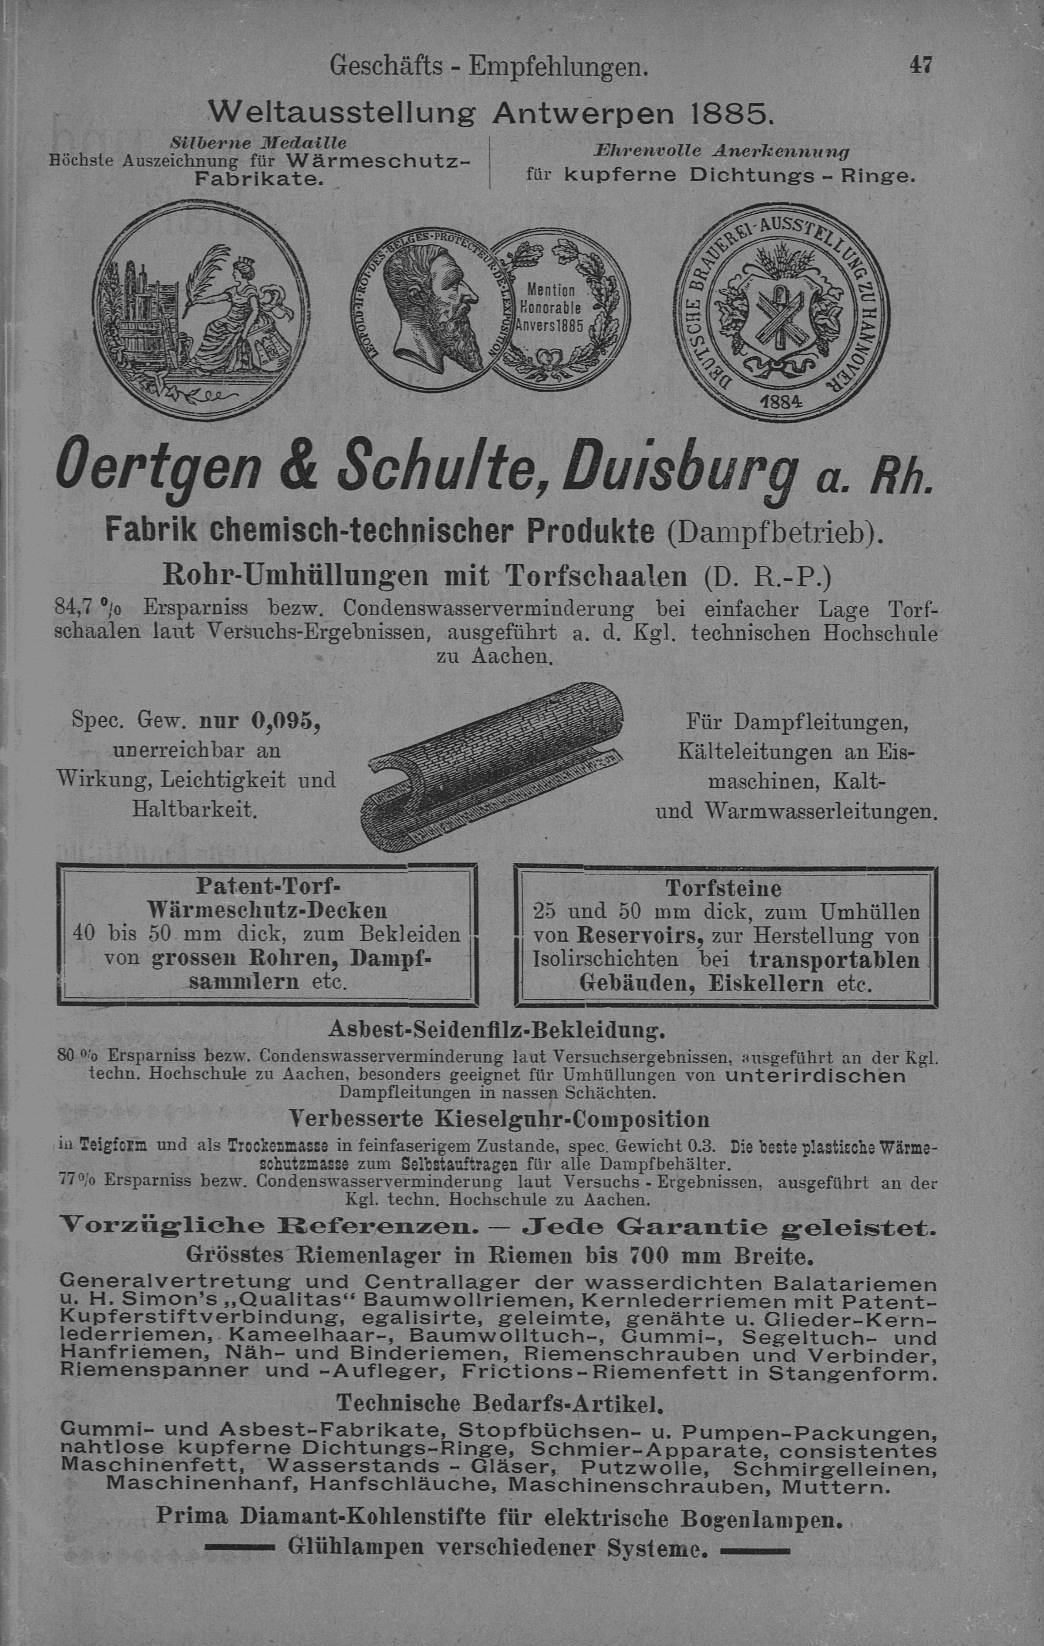 Geschäfts - Empfehlungen.
47
Weltausstellung Antwerpen 1885.
Silberne Medaille
Höchste Auszeichnung für Wärmeschutz-
Fabrikate.
Ehrenvolle Anerkennung
für kupferne Dichtungs - Ringe.
LEOPOLD·II·ROI·DES·BELGES·PROTECTEUR·DE·L'EXPOSITION
Mention
Honorable
Anvers 1885
DEUTSCHE BRAUEREI-AUSSTELLUNG ZU HANNOVER
1884
Oertgen & Schulte, Duisburg a. Rh.
Fabrik chemisch-technischer Produkte (Dampfbetrieb).
Rohr-Umhüllungen mit Torfschaalen (D. R.-P.)
84,7 % Ersparniss bezw. Condenswasserverminderung bei einfacher Lage Torf-
schaalen laut Versuchs-Ergebnissen, ausgeführt a. d. Kgl. technischen Hochschule
zu Aachen.
Spec. Gew. nur 0,095,
unerreichbar an
Wirkung, Leichtigkeit und
Haltbarkeit.
Für Dampfleitungen,
Kälteleitungen an Eis-
maschinen, Kalt-
und Warmwasserleitungen.
Patent-Torf-
Wärmeschutz-Decken
40 bis 50 mm dick, zum Bekleiden
von grossen Rohren, Dampf-
sammlern etc.
Torfsteine
25 und 50 mm dick, zum Umhüllen
von Reservoirs, zur Herstellung von
Isolirschichten bei transportablen
Gebäuden, Eiskellern etc.
Asbest-Seidenfilz-Bekleidung.
80 % Ersparniss bezw. Condenswasserverminderung laut Versuchsergebnissen, ausgeführt an der Kgl.
techn. Hochschule zu Aachen, besonders geeignet für Umhüllungen von unterirdischen
Dampfleitungen in nassen Schächten.
Verbesserte Kieselguhr-Composition
in Teigform und als Trockenmasse in feinfaserigem Zustande, spec. Gewicht 0.3. Die beste plastische Wärme-
schutzmasse zum Selbstauftragen für alle Dampfbehälter.
77% Ersparniss bezw. Condenswasserverminderung laut Versuchs - Ergebnissen, ausgeführt an der
Kgl. techn. Hochschule zu Aachen.
Vorzügliche Referenzen. — Jede Garantie geleistet.
Grösstes Riemenlager in Riemen bis 700 mm Breite.
Generalvertretung und Centrallager der wasserdichten Balatariemen
u. H. Simon's „Qualitas“ Baumwollriemen, Kernlederriemen mit Patent-
Kupferstiftverbindung, egalisirte, geleimte, genähte u. Glieder-Kern-
lederriemen, Kameelhaar-, Baumwolltuch-, Gummi-, Segeltuch- und
Hanfriemen, Näh- und Binderiemen, Riemenschrauben und Verbinder,
Riemenspanner und -Aufleger, Frictions-Riemenfett in Stangenform.
Technische Bedarfs-Artikel.
Gummi- und Asbest-Fabrikate, Stopfbüchsen- u. Pumpen-Packungen,
nahtlose kupferne Dichtungs-Ringe, Schmier-Apparate, consistentes
Maschinenfett, Wasserstands - Gläser, Putzwolle, Schmirgelleinen,
Maschinenhanf, Hanfschläuche, Maschinenschrauben, Muttern.
Prima Diamant-Kohlenstifte für elektrische Bogenlampen.
Glühlampen verschiedener Systeme.